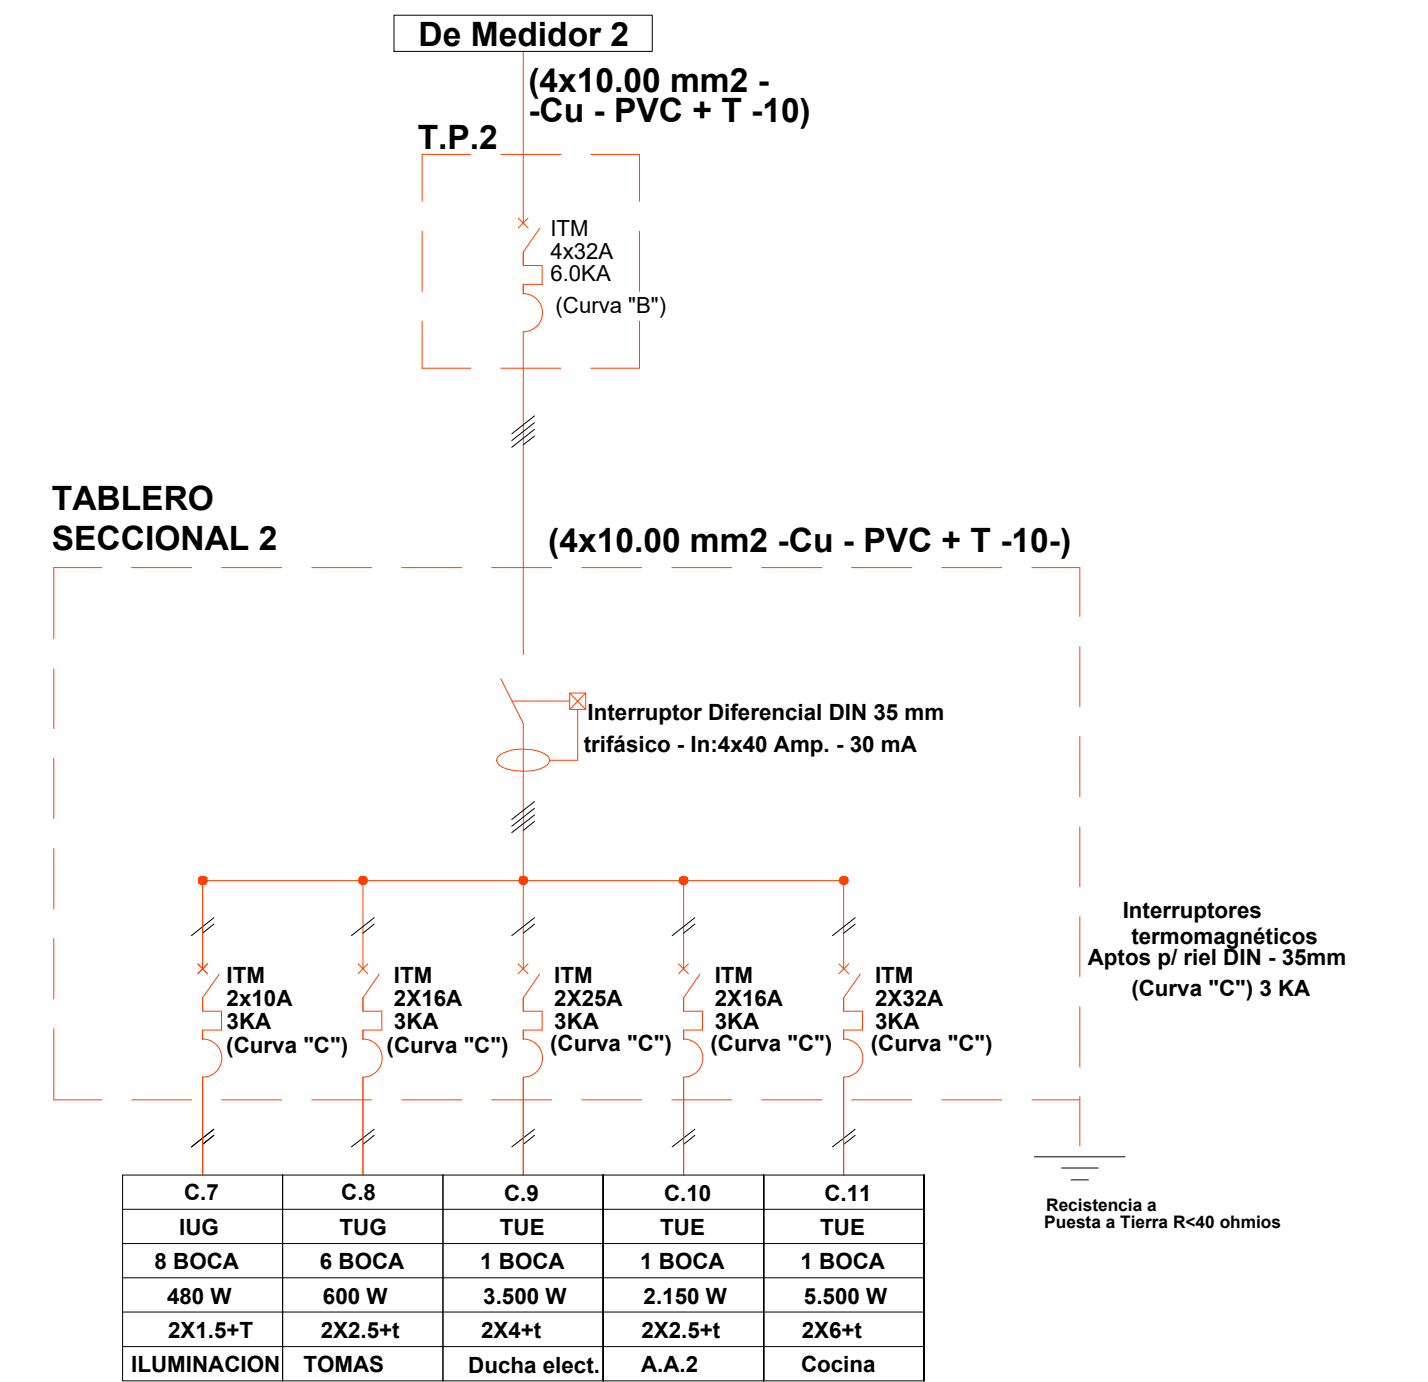 De Medidor 2
(4x10.00 mm2 -
-Cu - PVC + T -10)
T.P.2
ITM
4x32A
6.0KA
(Curva "B")
TABLERO
SECCIONAL 2
(4x10.00 mm2 -Cu - PVC + T -10-)
Interruptor Diferencial DIN 35 mm
trifásico - In:4x40 Amp. - 30 mA
Interruptores
termomagnéticos
Aptos p/ riel DIN - 35mm
(Curva "C") 3 KA
ITM
2x10A
3KA
(Curva "C")
ITM
2X16A
3KA
(Curva "C")
ITM
2X25A
3KA
(Curva "C")
ITM
2X16A
3KA
(Curva "C")
ITM
2X32A
3KA
(Curva "C")
C.7 C.8 C.9 C.10 C.11
IUG TUG TUE TUE TUE
8 BOCA 6 BOCA 1 BOCA 1 BOCA 1 BOCA
480 W 600 W 3.500 W 2.150 W 5.500 W
2X1.5+T 2X2.5+t 2X4+t 2X2.5+t 2X6+t
ILUMINACION TOMAS Ducha elect. A.A.2 Cocina
Recistencia a
Puesta a Tierra R<40 ohmios